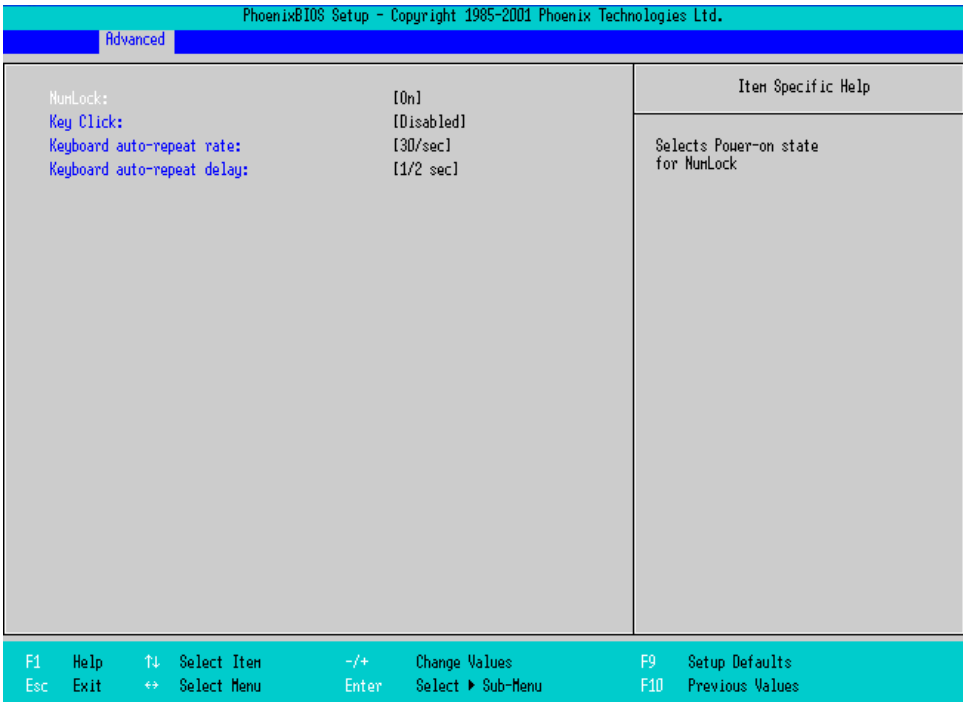 PhoenixBIOS Setup - Copyright 1985-2001 Phoenix Technologies Ltd.
Advanced
NumLock: [On]
Key Click: [Disabled]
Keyboard auto-repeat rate: [30/sec]
Keyboard auto-repeat delay: [1/2 sec]
Item Specific Help
Selects Power-on state
for NumLock
F1 Help ↑↓ Select Item -/+ Change Values F9 Setup Defaults
Esc Exit ↔ Select Menu Enter Select ▶ Sub-Menu F10 Previous Values